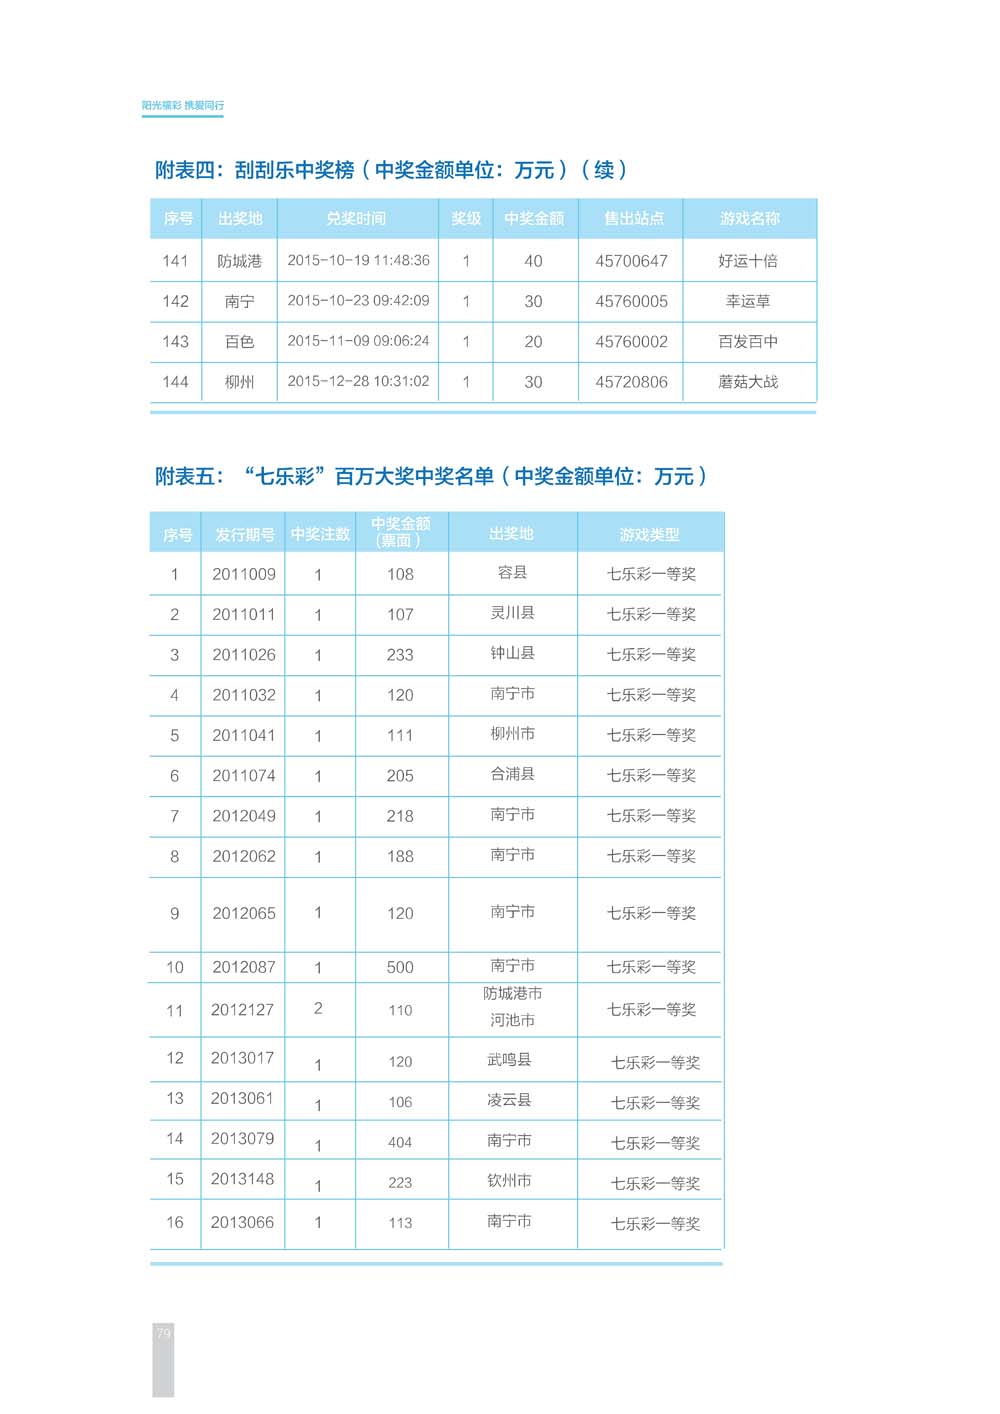 阳光福彩 携爱同行
附表四：刮刮乐中奖榜（中奖金额单位：万元）（续）
序号 出奖地 兑奖时间 奖级 中奖金额 售出站点 游戏名称
141 防城港 2015-10-19 11:48:36 1 40 45700647 好运十倍
142 南宁 2015-10-23 09:42:09 1 30 45760005 幸运草
143 百色 2015-11-09 09:06:24 1 20 45760002 百发百中
144 柳州 2015-12-28 10:31:02 1 30 45720806 蘑菇大战
附表五：“七乐彩”百万大奖中奖名单（中奖金额单位：万元）
序号 发行期号 中奖注数 中奖金额（票面） 出奖地 游戏类型
1 2011009 1 108 容县 七乐彩一等奖
2 2011011 1 107 灵川县 七乐彩一等奖
3 2011026 1 233 钟山县 七乐彩一等奖
4 2011032 1 120 南宁市 七乐彩一等奖
5 2011041 1 111 柳州市 七乐彩一等奖
6 2011074 1 205 合浦县 七乐彩一等奖
7 2012049 1 218 南宁市 七乐彩一等奖
8 2012062 1 188 南宁市 七乐彩一等奖
9 2012065 1 120 南宁市 七乐彩一等奖
10 2012087 1 500 南宁市 七乐彩一等奖
11 2012127 2 110 防城港市 河池市 七乐彩一等奖
12 2013017 1 120 武鸣县 七乐彩一等奖
13 2013061 1 106 凌云县 七乐彩一等奖
14 2013079 1 404 南宁市 七乐彩一等奖
15 2013148 1 223 钦州市 七乐彩一等奖
16 2013066 1 113 南宁市 七乐彩一等奖
79